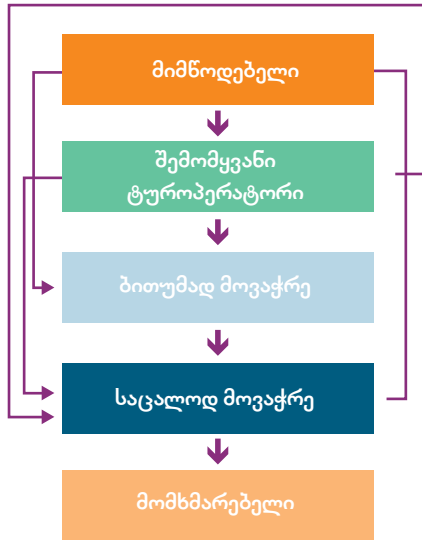 მიმწოდებელი
შემომყვანი
ტუროპერატორი
ბითუმად მოვაჭრე
საცალოდ მოვაჭრე
მომხმარებელი